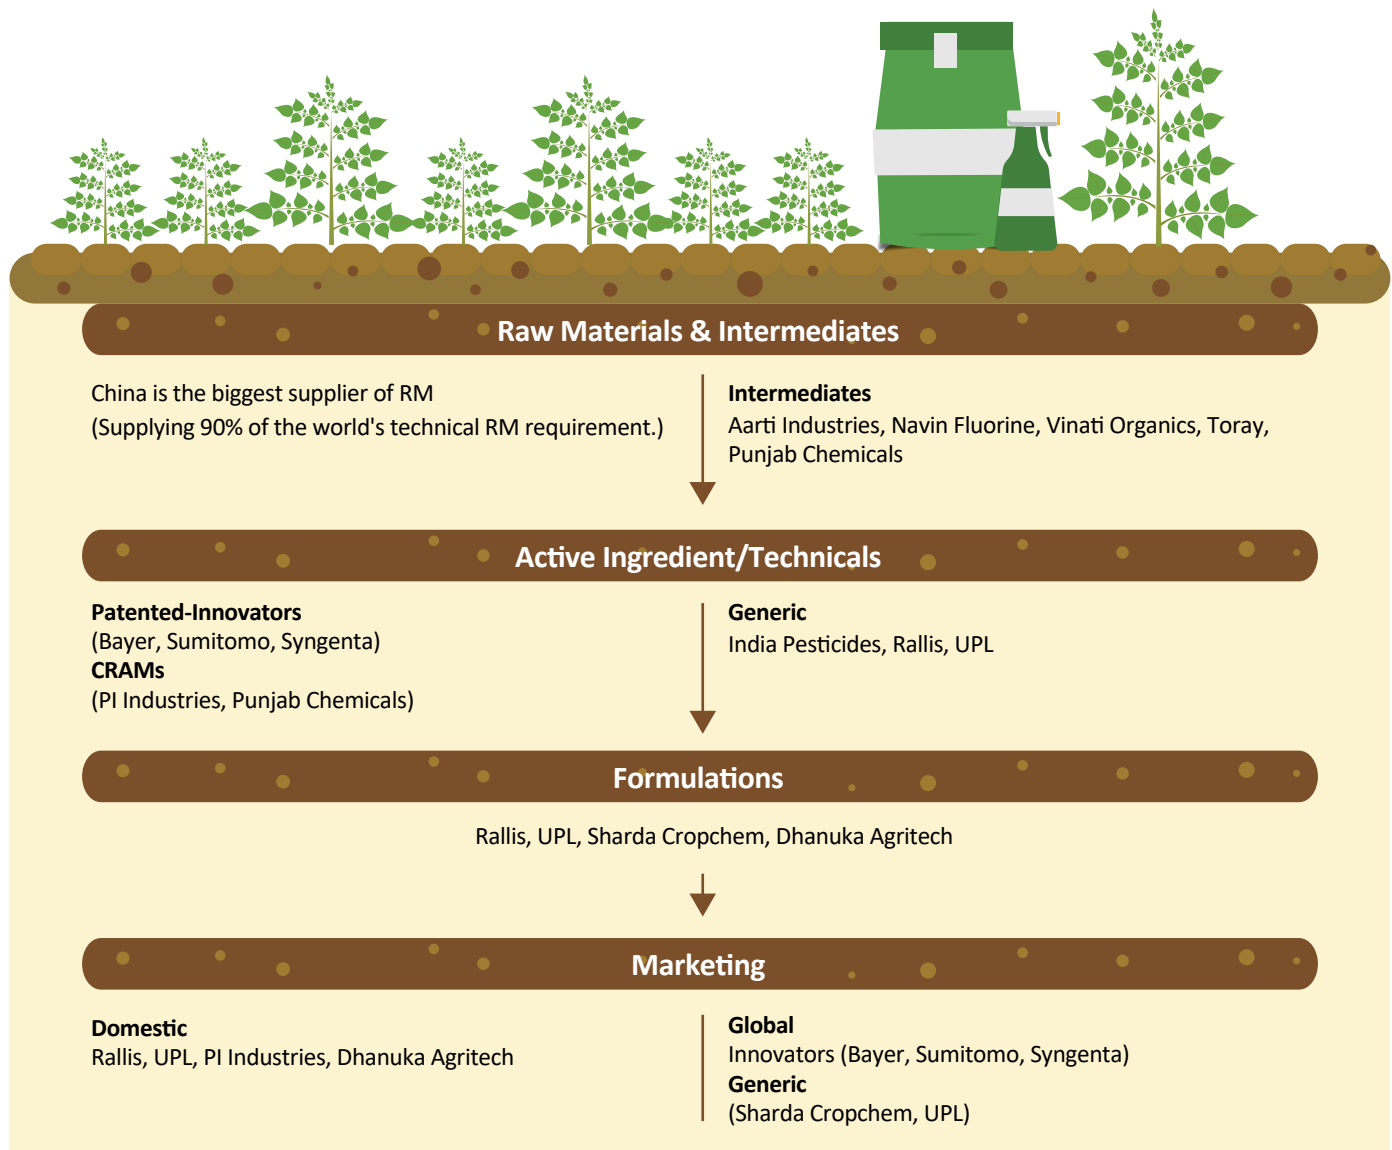 Raw Materials & Intermediates
China is the biggest supplier of RM
(Supplying 90% of the world's technical RM requirement.)
Intermediates
Aarti Industries, Navin Fluorine, Vinati Organics, Toray,
Punjab Chemicals
Active Ingredient/Technicals
Patented-Innovators
(Bayer, Sumitomo, Syngenta)
CRAMs
(PI Industries, Punjab Chemicals)
Generic
India Pesticides, Rallis, UPL
Formulations
Rallis, UPL, Sharda Cropchem, Dhanuka Agritech
Marketing
Domestic
Rallis, UPL, PI Industries, Dhanuka Agritech
Global
Innovators (Bayer, Sumitomo, Syngenta)
Generic
(Sharda Cropchem, UPL)